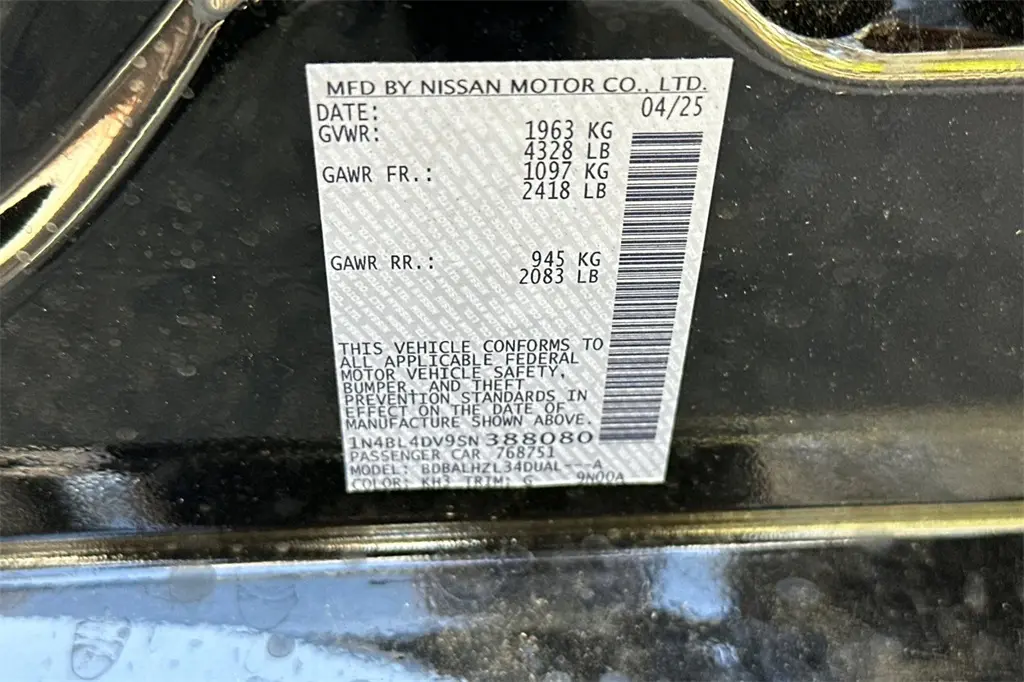 MFD BY NISSAN MOTOR CO., LTD.
DATE: 04/25
GVWR: 1963 KG
4328 LB
GAWR FR.: 1097 KG
2418 LB
GAWR RR.: 945 KG
2083 LB
THIS VEHICLE CONFORMS TO
ALL APPLICABLE FEDERAL
MOTOR VEHICLE SAFETY,
BUMPER, AND THEFT
PREVENTION STANDARDS IN
EFFECT ON THE DATE OF
MANUFACTURE SHOWN ABOVE.
1N4BL4DV9SN388080
PASSENGER CAR 768751
MODEL: BDBALHZL34DUAL---A
COLOR: KH3 TRIM: G 9N00A